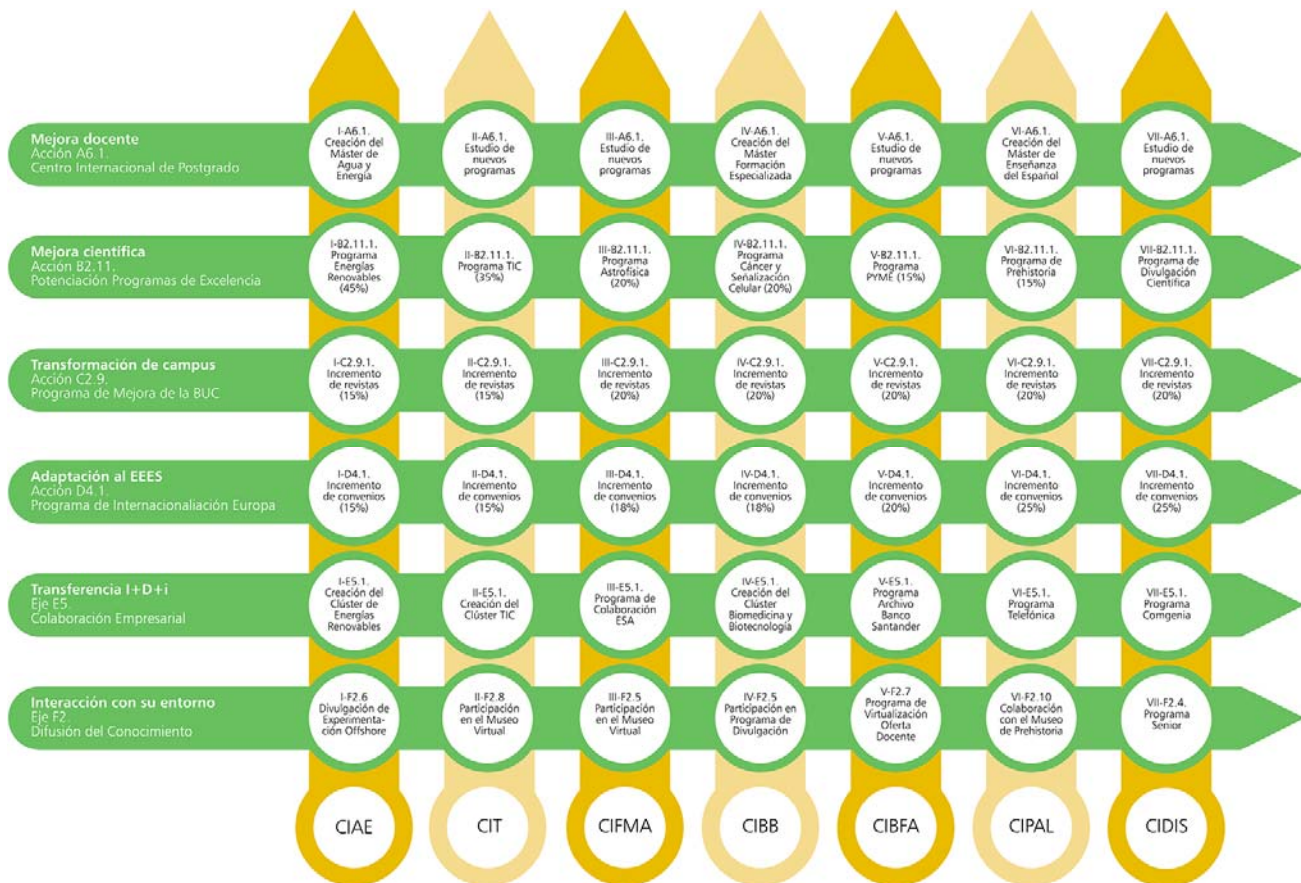 Mejora docente
Acción A6.1.
Centro Internacional de Postgrado
I-A6.1.
Creación del
Máster de
Agua y
Energía
II-A6.1.
Estudio de
nuevos
programas
III-A6.1.
Estudio de
nuevos
programas
IV-A6.1.
Creación del
Máster
Formación
Especializada
V-A6.1.
Estudio de
nuevos
programas
VI-A6.1.
Creación del
Máster de
Enseñanza
del Español
VII-A6.1.
Estudio de
nuevos
programas
Mejora científica
Acción B2.11.
Potenciación Programas de Excelencia
I-B2.11.1.
Programa
Energías
Renovables
(45%)
II-B2.11.1.
Programa TIC
(35%)
III-B2.11.1.
Programa
Astrofísica
(20%)
IV-B2.11.1.
Programa
Cáncer y
Señalización
Celular (20%)
V-B2.11.1.
Programa
PYME (15%)
VI-B2.11.1.
Programa de
Prehistoria
(15%)
VII-B2.11.1.
Programa de
Divulgación
Científica
Transformación de campus
Acción C2.9.
Programa de Mejora de la BUC
I-C2.9.1.
Incremento
de revistas
(15%)
II-C2.9.1.
Incremento
de revistas
(15%)
III-C2.9.1.
Incremento
de revistas
(20%)
IV-C2.9.1.
Incremento
de revistas
(20%)
V-C2.9.1.
Incremento
de revistas
(20%)
VI-C2.9.1.
Incremento
de revistas
(20%)
VII-C2.9.1.
Incremento
de revistas
(20%)
Adaptación al EEES
Acción D4.1.
Programa de Internacionaliación Europa
I-D4.1.
Incremento
de convenios
(15%)
II-D4.1.
Incremento
de convenios
(15%)
III-D4.1.
Incremento
de convenios
(18%)
IV-D4.1.
Incremento
de convenios
(18%)
V-D4.1.
Incremento
de convenios
(20%)
VI-D4.1.
Incremento
de convenios
(25%)
VII-D4.1.
Incremento
de convenios
(25%)
Transferencia I+D+i
Eje E5.
Colaboración Empresarial
I-E5.1.
Creación del
Clúster de
Energías
Renovables
II-E5.1.
Creación del
Clúster TIC
III-E5.1.
Programa de
Colaboración
ESA
IV-E5.1.
Creación del
Clúster
Biomedicina y
Biotecnología
V-E5.1.
Programa
Archivo
Banco
Santander
VI-E5.1.
Programa
Telefónica
VII-E5.1.
Programa
Comgenia
Interacción con su entorno
Eje F2.
Difusión del Conocimiento
I-F2.6
Divulgación de
Experimenta-
ción Offshore
II-F2.8
Participación
en el Museo
Virtual
III-F2.5
Participación
en el Museo
Virtual
IV-F2.5
Participación en
Programa de
Divulgación
V-F2.7
Programa de
Virtualización
Oferta
Docente
VI-F2.10
Colaboración
con el Museo
de Prehistoria
VII-F2.4.
Programa
Senior
CIAE
CIT
CIFMA
CIBB
CIBFA
CIPAL
CIDIS